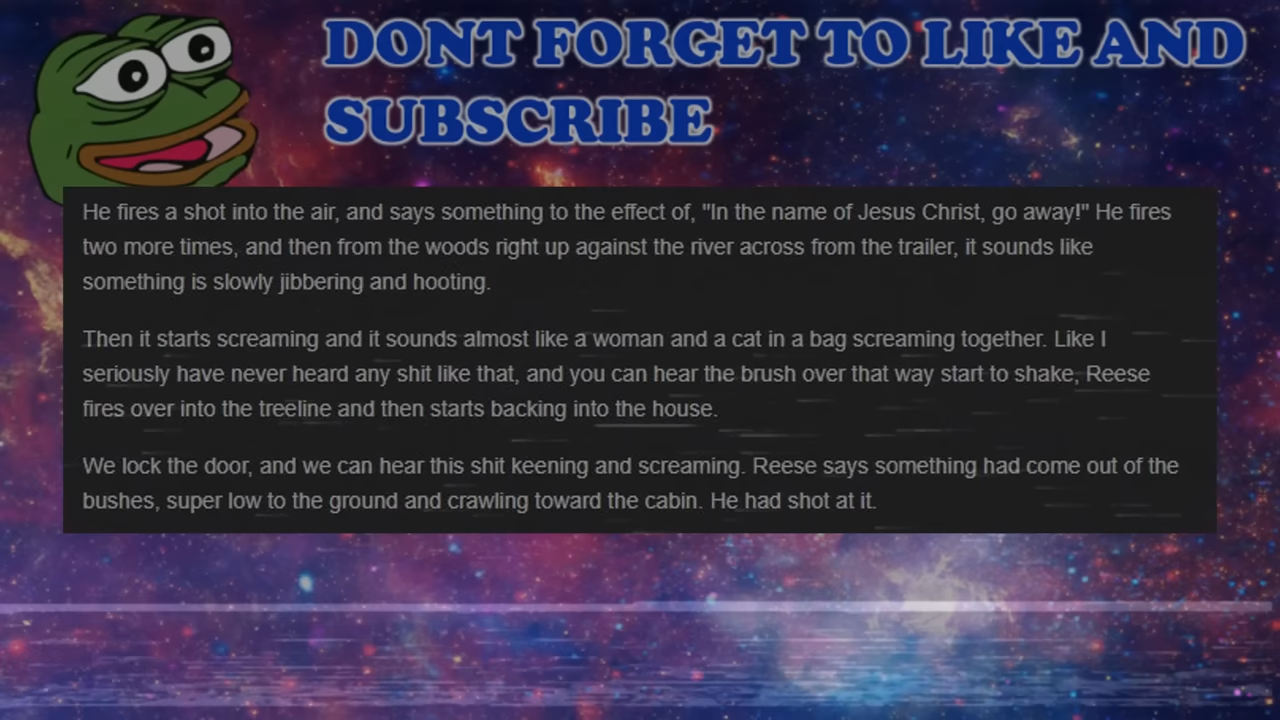 DONT FORGET TO LIKE AND
SUBSCRIBE
He fires a shot into the air, and says something to the effect of, "In the name of Jesus Christ, go away!" He fires
two more times, and then from the woods right up against the river across from the trailer, it sounds like
something is slowly jibbering and hooting.
Then it starts screaming and it sounds almost like a woman and a cat in a bag screaming together. Like I
seriously have never heard any shit like that, and you can hear the brush over that way start to shake, Reese
fires over into the treeline and then starts backing into the house.
We lock the door, and we can hear this shit keening and screaming. Reese says something had come out of the
bushes, super low to the ground and crawling toward the cabin. He had shot at it.